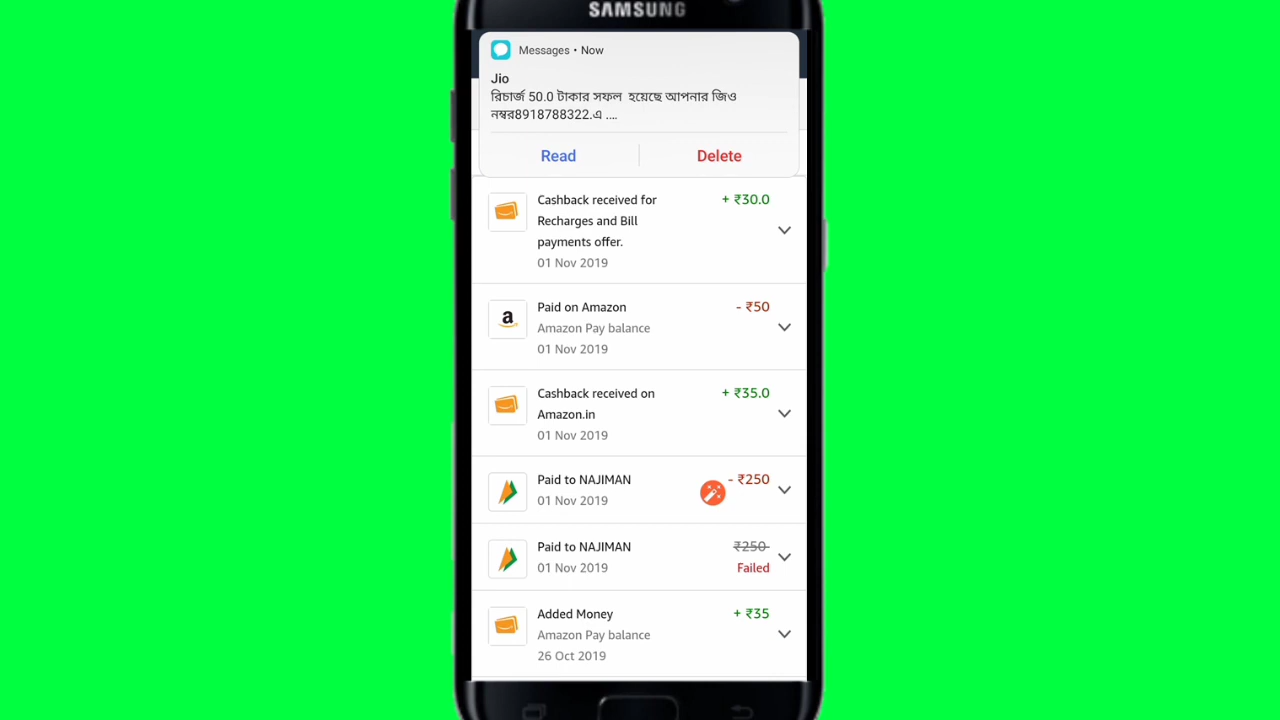 SAMSUNG
Messages • Now
Jio
রিচার্জ 50.0 টাকার সফল হয়েছে আপনার জিও
নম্বর8918788322.এ ....
Read Delete
Cashback received for + ₹30.0
Recharges and Bill
payments offer.
01 Nov 2019
Paid on Amazon - ₹50
Amazon Pay balance
01 Nov 2019
Cashback received on + ₹35.0
Amazon.in
01 Nov 2019
Paid to NAJIMAN - ₹250
01 Nov 2019
Paid to NAJIMAN ₹250
01 Nov 2019 Failed
Added Money + ₹35
Amazon Pay balance
26 Oct 2019